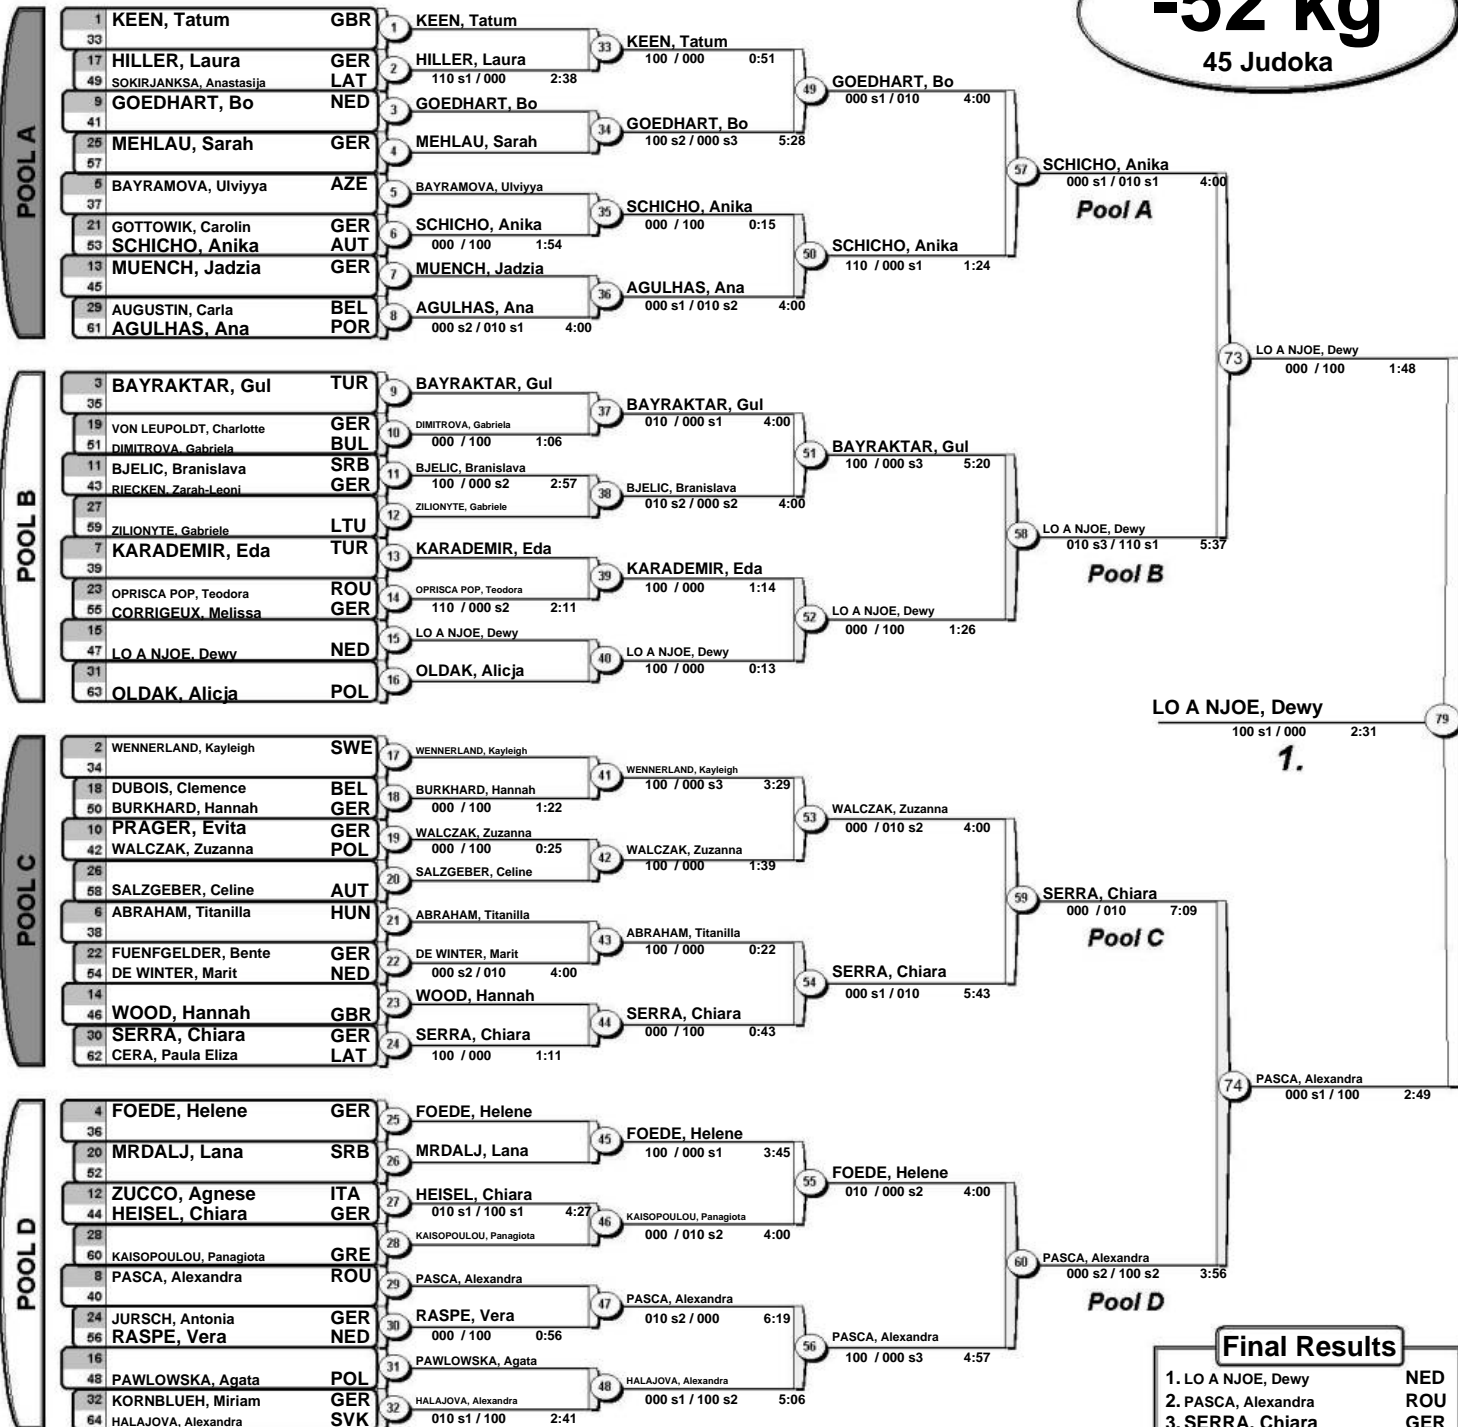 -52 kg
45 Judoka
POOL A
1 KEEN, Tatum GBR
33
17 HILLER, Laura GER
49 SOKIRJANKSA, Anastasija LAT
9 GOEDHART, Bo NED
41
25 MEHLAU, Sarah GER
57
5 BAYRAMOVA, Ulviyya AZE
37
21 GOTTOWIK, Carolin GER
53 SCHICHO, Anika AUT
13 MUENCH, Jadzia GER
45
29 AUGUSTIN, Carla BEL
61 AGULHAS, Ana POR
1 KEEN, Tatum
2 HILLER, Laura
110 s1 / 000 2:38
3 GOEDHART, Bo
4 MEHLAU, Sarah
5 BAYRAMOVA, Ulviyya
6 SCHICHO, Anika
000 / 100 1:54
7 MUENCH, Jadzia
8 AGULHAS, Ana
000 s2 / 010 s1 4:00
33 KEEN, Tatum
100 / 000 0:51
34 GOEDHART, Bo
100 s2 / 000 s3 5:28
35 SCHICHO, Anika
000 / 100 0:15
36 AGULHAS, Ana
000 s1 / 010 s2 4:00
49 GOEDHART, Bo
000 s1 / 010 4:00
50 SCHICHO, Anika
110 / 000 s1 1:24
57 SCHICHO, Anika
000 s1 / 010 s1 4:00
Pool A
POOL B
3 BAYRAKTAR, Gul TUR
35
19 VON LEUPOLDT, Charlotte GER
51 DIMITROVA, Gabriela BUL
11 BJELIC, Branislava SRB
43 RIECKEN, Zarah-Leoni GER
27
59 ZILIONYTE, Gabriele LTU
7 KARADEMIR, Eda TUR
39
23 OPRISCA POP, Teodora ROU
55 CORRIGEUX, Melissa GER
15
47 LO A NJOE, Dewy NED
31
63 OLDAK, Alicja POL
9 BAYRAKTAR, Gul
10 DIMITROVA, Gabriela
000 / 100 1:06
11 BJELIC, Branislava
100 / 000 s2 2:57
12 ZILIONYTE, Gabriele
13 KARADEMIR, Eda
14 OPRISCA POP, Teodora
110 / 000 s2 2:11
15 LO A NJOE, Dewy
16 OLDAK, Alicja
37 BAYRAKTAR, Gul
010 / 000 s1 4:00
38 BJELIC, Branislava
010 s2 / 000 s2 4:00
39 KARADEMIR, Eda
100 / 000 1:14
40 LO A NJOE, Dewy
100 / 000 0:13
51 BAYRAKTAR, Gul
100 / 000 s3 5:20
52 LO A NJOE, Dewy
000 / 100 1:26
58 LO A NJOE, Dewy
010 s3 / 110 s1 5:37
Pool B
73 LO A NJOE, Dewy
000 / 100 1:48
LO A NJOE, Dewy 79
100 s1 / 000 2:31
1.
POOL C
2 WENNERLAND, Kayleigh SWE
34
18 DUBOIS, Clemence BEL
50 BURKHARD, Hannah GER
10 PRAGER, Evita GER
42 WALCZAK, Zuzanna POL
26
58 SALZGEBER, Celine AUT
6 ABRAHAM, Titanilla HUN
38
22 FUENFGELDER, Bente GER
54 DE WINTER, Marit NED
14
46 WOOD, Hannah GBR
30 SERRA, Chiara GER
62 CERA, Paula Eliza LAT
17 WENNERLAND, Kayleigh
18 BURKHARD, Hannah
000 / 100 1:22
19 WALCZAK, Zuzanna
000 / 100 0:25
20 SALZGEBER, Celine
21 ABRAHAM, Titanilla
22 DE WINTER, Marit
000 s2 / 010 4:00
23 WOOD, Hannah
24 SERRA, Chiara
100 / 000 1:11
41 WENNERLAND, Kayleigh
100 / 000 s3 3:29
42 WALCZAK, Zuzanna
100 / 000 1:39
43 ABRAHAM, Titanilla
100 / 000 0:22
44 SERRA, Chiara
000 / 100 0:43
53 WALCZAK, Zuzanna
000 / 010 s2 4:00
54 SERRA, Chiara
000 s1 / 010 5:43
59 SERRA, Chiara
000 / 010 7:09
Pool C
POOL D
4 FOEDE, Helene GER
36
20 MRDALJ, Lana SRB
52
12 ZUCCO, Agnese ITA
44 HEISEL, Chiara GER
28
60 KAISOPOULOU, Panagiota GRE
8 PASCA, Alexandra ROU
40
24 JURSCH, Antonia GER
56 RASPE, Vera NED
16
48 PAWLOWSKA, Agata POL
32 KORNBLUEH, Miriam GER
64 HALAJOVA, Alexandra SVK
25 FOEDE, Helene
26 MRDALJ, Lana
27 HEISEL, Chiara
010 s1 / 100 s1 4:27
28 KAISOPOULOU, Panagiota
29 PASCA, Alexandra
30 RASPE, Vera
000 / 100 0:56
31 PAWLOWSKA, Agata
32 HALAJOVA, Alexandra
010 s1 / 100 2:41
45 FOEDE, Helene
100 / 000 s1 3:45
46 KAISOPOULOU, Panagiota
000 / 010 s2 4:00
47 PASCA, Alexandra
010 s2 / 000 6:19
48 HALAJOVA, Alexandra
000 s1 / 100 s2 5:06
55 FOEDE, Helene
010 / 000 s2 4:00
56 PASCA, Alexandra
100 / 000 s3 4:57
60 PASCA, Alexandra
000 s2 / 100 s2 3:56
Pool D
74 PASCA, Alexandra
000 s1 / 100 2:49
Final Results
1. LO A NJOE, Dewy NED
2. PASCA, Alexandra ROU
3. SERRA, Chiara GER